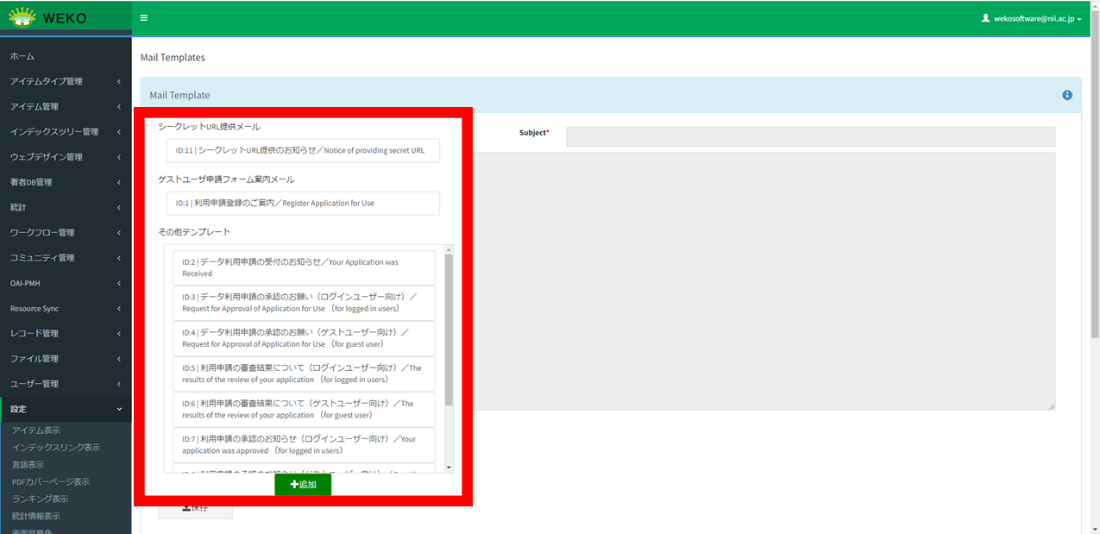 WEKO
wekosoftware@nii.ac.jp
ホーム
アイテムタイプ管理
アイテム管理
インデックスツリー管理
ウェブデザイン管理
著者DB管理
統計
ワークフロー管理
コミュニティ管理
OAI-PMH
Resource Sync
レコード管理
ファイル管理
ユーザー管理
設定
アイテム表示
インデックスリンク表示
言語表示
PDFカバーページ表示
ランキング表示
統計情報表示
画面背景色
Mail Templates
Mail Template
シークレットURL提供メール
ID:11 | シークレットURL提供のお知らせ／Notice of providing secret URL
ゲストユーザ申請フォーム案内メール
ID:1 | 利用申請登録のご案内／Register Application for Use
その他テンプレート
ID:2 | データ利用申請の受付のお知らせ／Your Application was
Received
ID:3 | データ利用申請の承認のお願い（ログインユーザー向け）／
Request for Approval of Application for Use （for logged in users）
ID:4 | データ利用申請の承認のお願い（ゲストユーザー向け）／
Request for Approval of Application for Use （for guest user）
ID:5 | 利用申請の審査結果について（ログインユーザー向け）／The
results of the review of your application （for logged in users）
ID:6 | 利用申請の審査結果について（ゲストユーザー向け）／The
results of the review of your application （for guest user）
ID:7 | 利用申請の承認のお知らせ（ログインユーザー向け）／Your
application was approved （for logged in users）
追加
保存
Subject*